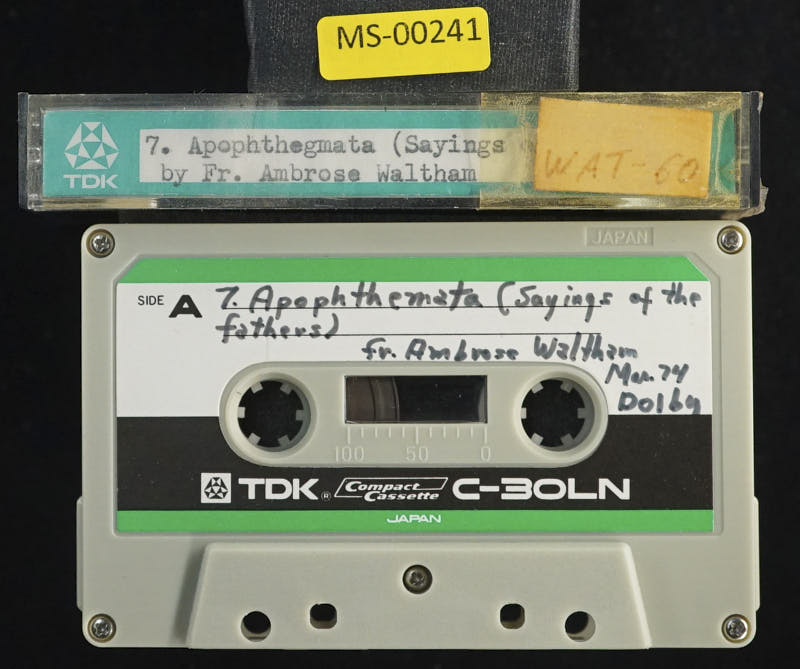 MS-00241
7. Apophthegmata (Sayings
by Fr. Ambrose Waltham
TDK
WAT-60
JAPAN
SIDE A
7. Apophthemata (Sayings of the
fathers)
Fr. Ambrose Waltham
Mar. 74
Dolby
100 50 0
TDK ® Compact Cassette C-30LN
JAPAN